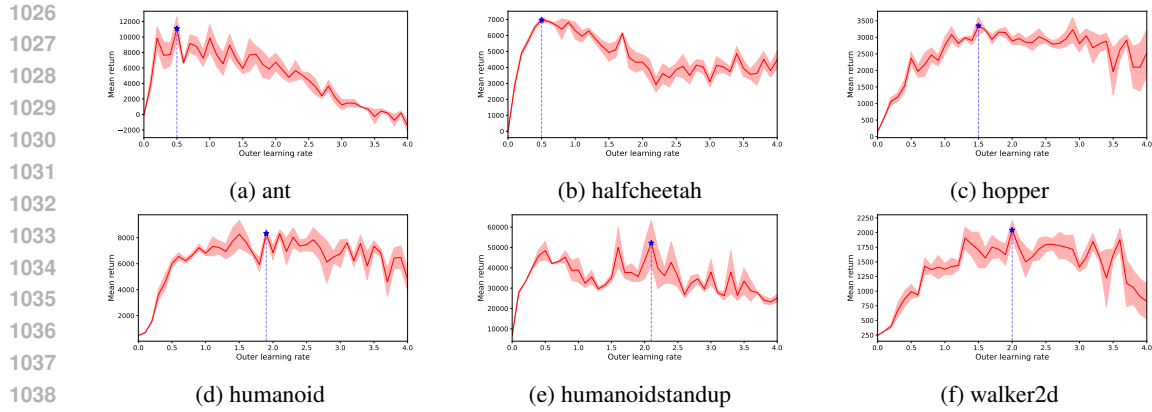 1026
1027
1028
1029
1030
1031
1032
1033
1034
1035
1036
1037
1038
12000
10000
8000
6000
4000
2000
0
−2000
Mean return
0.0 0.5 1.0 1.5 2.0 2.5 3.0 3.5 4.0
Outer learning rate
(a) ant
7000
6000
5000
4000
3000
2000
1000
0
Mean return
0.0 0.5 1.0 1.5 2.0 2.5 3.0 3.5 4.0
Outer learning rate
(b) halfcheetah
3500
3000
2500
2000
1500
1000
500
0
Mean return
0.0 0.5 1.0 1.5 2.0 2.5 3.0 3.5 4.0
Outer learning rate
(c) hopper
8000
6000
4000
2000
Mean return
0.0 0.5 1.0 1.5 2.0 2.5 3.0 3.5 4.0
Outer learning rate
(d) humanoid
60000
50000
40000
30000
20000
10000
Mean return
0.0 0.5 1.0 1.5 2.0 2.5 3.0 3.5 4.0
Outer learning rate
(e) humanoidstandup
2250
2000
1750
1500
1250
1000
750
500
250
Mean return
0.0 0.5 1.0 1.5 2.0 2.5 3.0 3.5 4.0
Outer learning rate
(f) walker2d